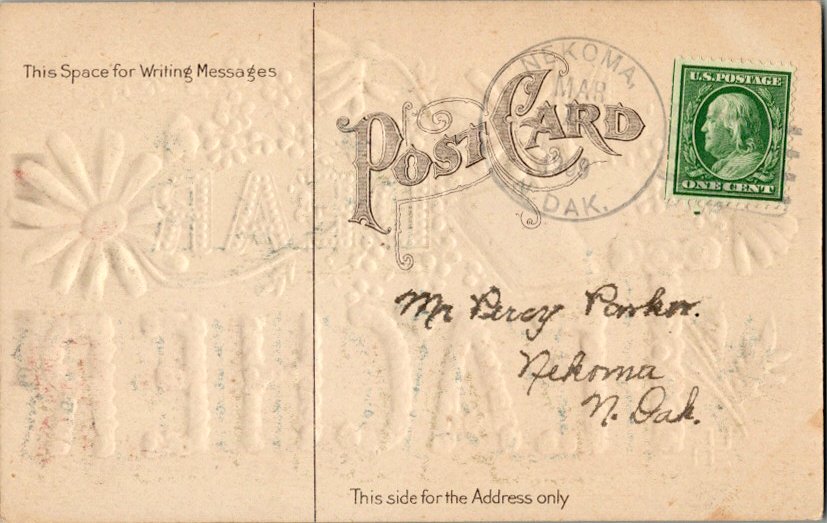 This Space for Writing Messages
POST CARD
NEKOMA,
MAR
9
N. DAK.
U.S. POSTAGE
ONE CENT
Mr Percy Parker.
Nekoma
N. Dak.
This side for the Address only